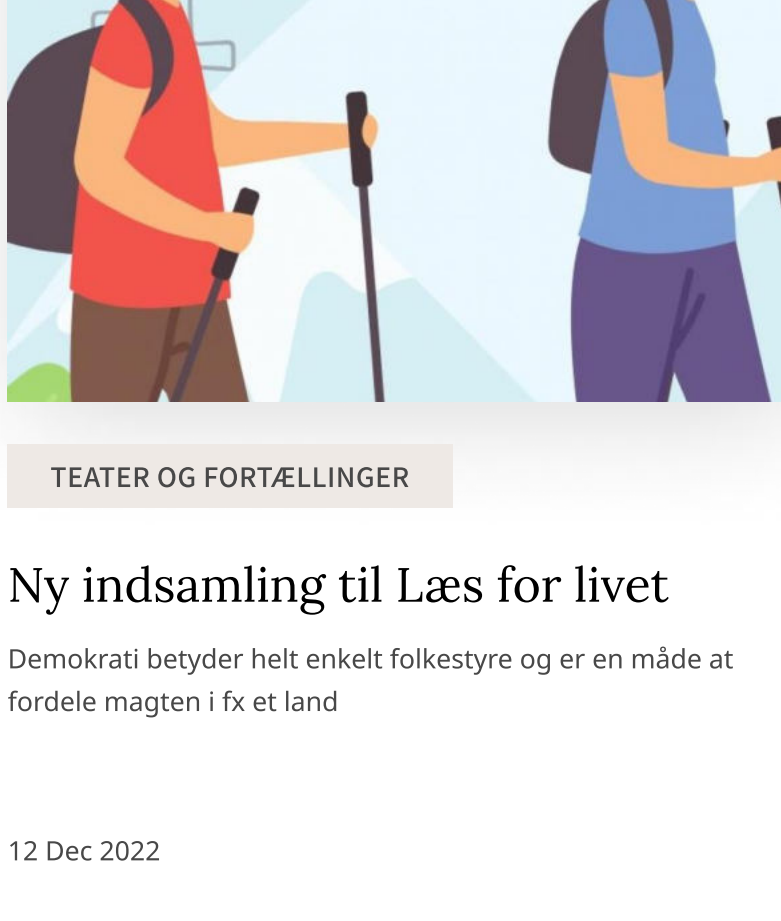 TEATER OG FORTÆLLINGER
Ny indsamling til Læs for livet
Demokrati betyder helt enkelt folkestyre og er en måde at
fordele magten i fx et land
12 Dec 2022